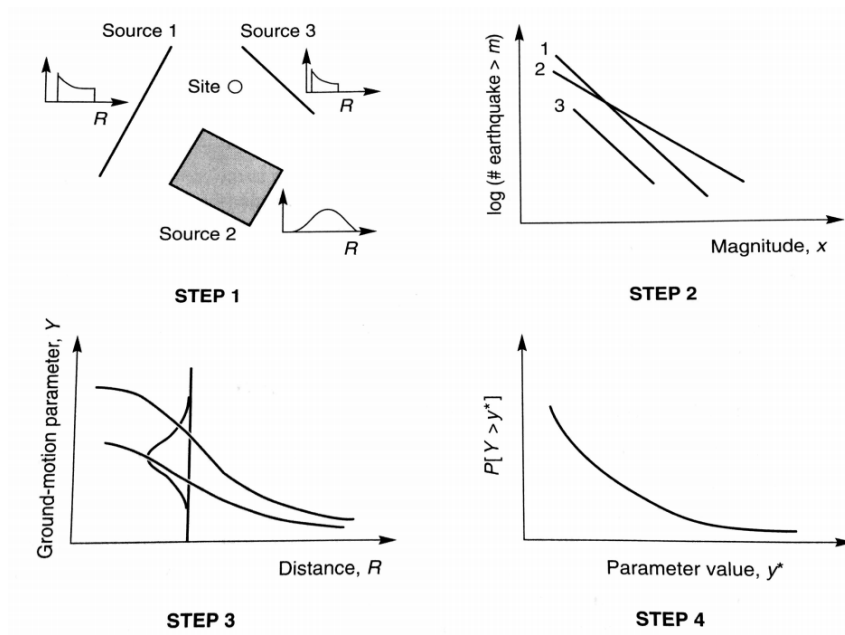 Source 1
Source 3
Site
R
R
Source 2
R
STEP 1
log (# earthquake > m)
1
2
3
Magnitude, x
STEP 2
Ground-motion parameter, Y
Distance, R
STEP 3
P[Y > y*]
Parameter value, y*
STEP 4